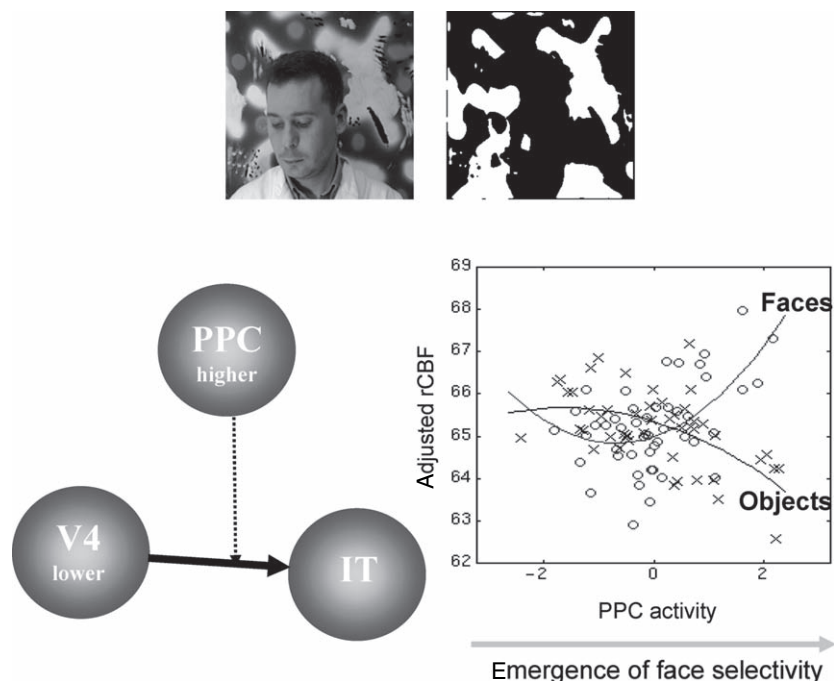 PPC
higher
V4
lower
IT
69
68
67
66
65
64
63
62
Adjusted rCBF
Faces
Objects
−2
0
2
PPC activity
Emergence of face selectivity